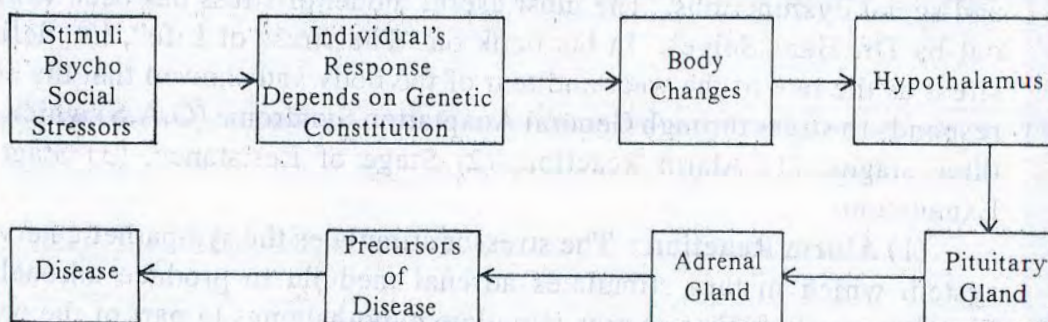 Stimuli,
Psycho
Social
Stressors
Individual's
Response
Depends on Genetic
Constitution
Body
Changes
Hypothalamus
Pituitary
Gland
Adrenal
Gland
Precursors
of
Disease
Disease